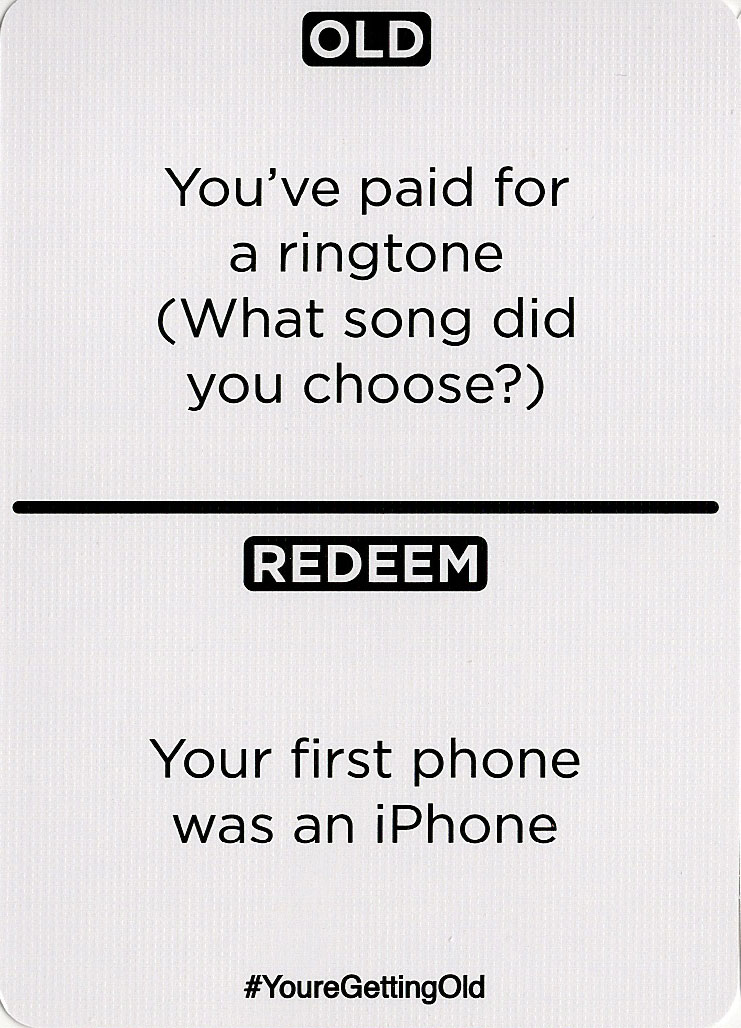 OLD
You’ve paid for
a ringtone
(What song did
you choose?)
REDEEM
Your first phone
was an iPhone
#YoureGettingOld